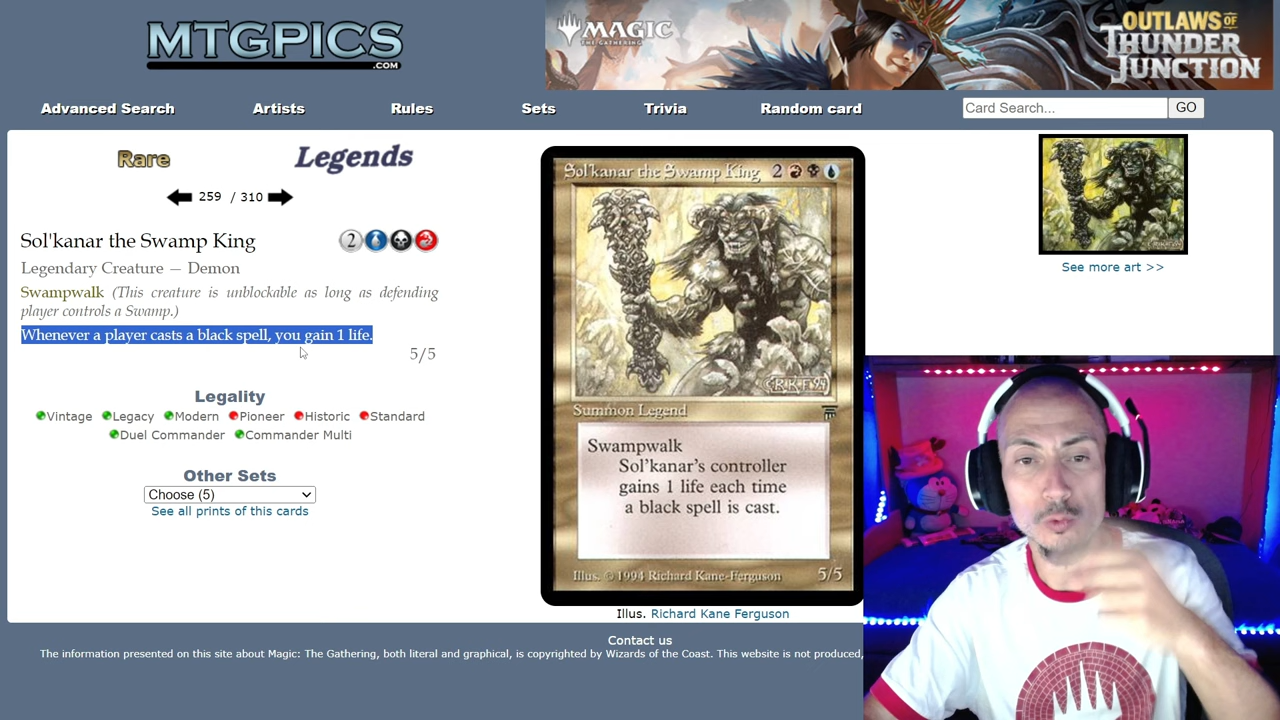 MTGPICS
.COM
MAGIC
THE GATHERING
OUTLAWS OF
THUNDER
JUNCTION
Advanced Search Artists Rules Sets Trivia Random card Card Search... GO
Rare Legends
259 / 310
Sol'kanar the Swamp King 2
Legendary Creature — Demon
Swampwalk (This creature is unblockable as long as defending
player controls a Swamp.)
Whenever a player casts a black spell, you gain 1 life.
5/5
Legality
Vintage Legacy Modern Pioneer Historic Standard
Duel Commander Commander Multi
Other Sets
Choose (5)
See all prints of this cards
Sol'kanar the Swamp King 2
Summon Legend
Swampwalk
Sol'kanar's controller
gains 1 life each time
a black spell is cast.
Illus. © 1994 Richard Kane-Ferguson 5/5
Illus. Richard Kane Ferguson
See more art >>
Contact us
The information presented on this site about Magic: The Gathering, both literal and graphical, is copyrighted by Wizards of the Coast. This website is not produced,